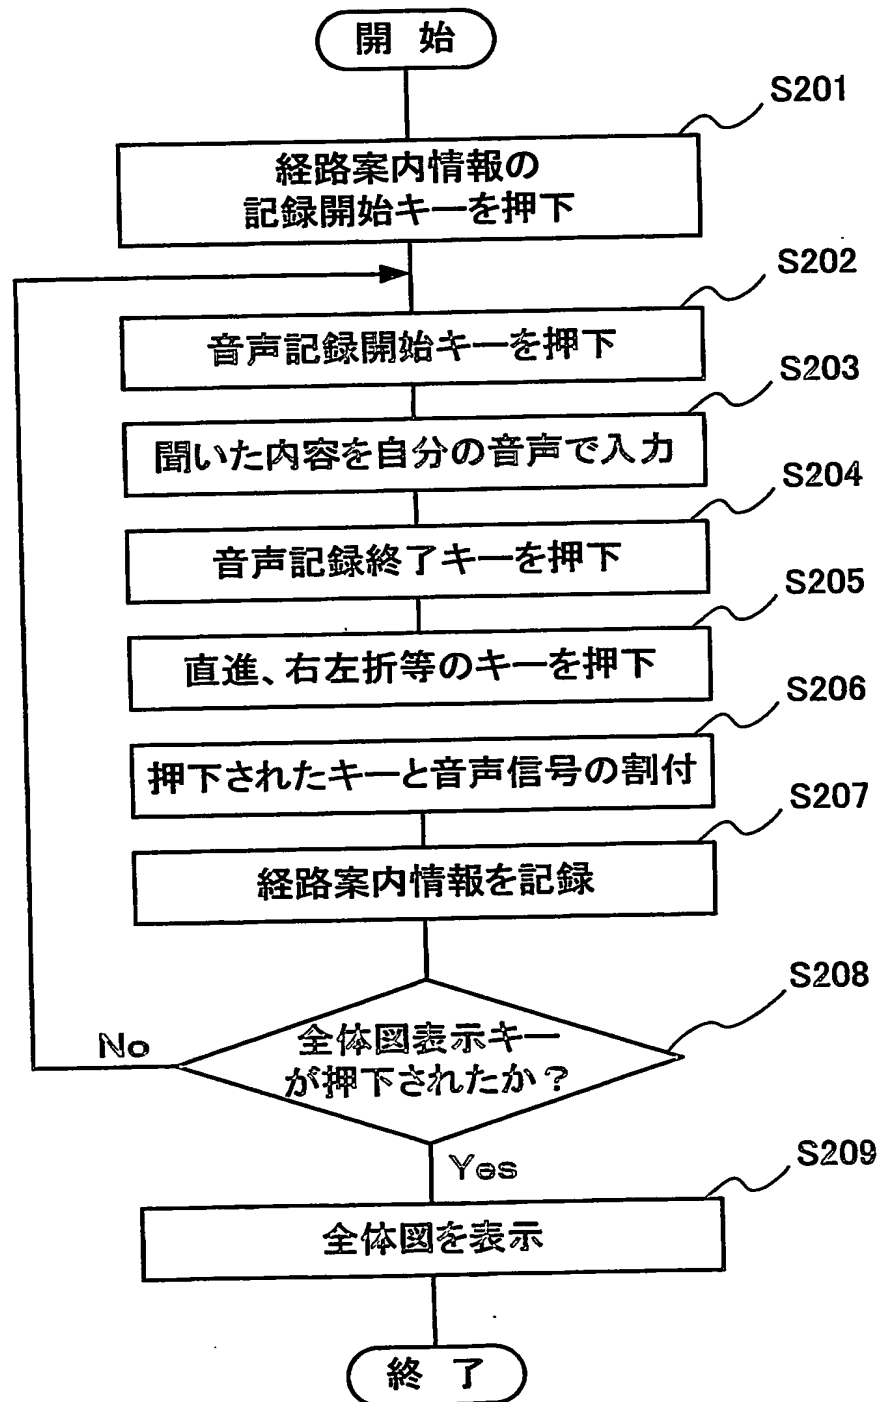 開始
S201
経路案内情報の
記録開始キーを押下
S202
音声記録開始キーを押下
S203
聞いた内容を自分の音声で入力
S204
音声記録終了キーを押下
S205
直進、右左折等のキーを押下
S206
押下されたキーと音声信号の割付
S207
経路案内情報を記録
S208
全体図表示キー
が押下されたか？
No
Yes
S209
全体図を表示
終了